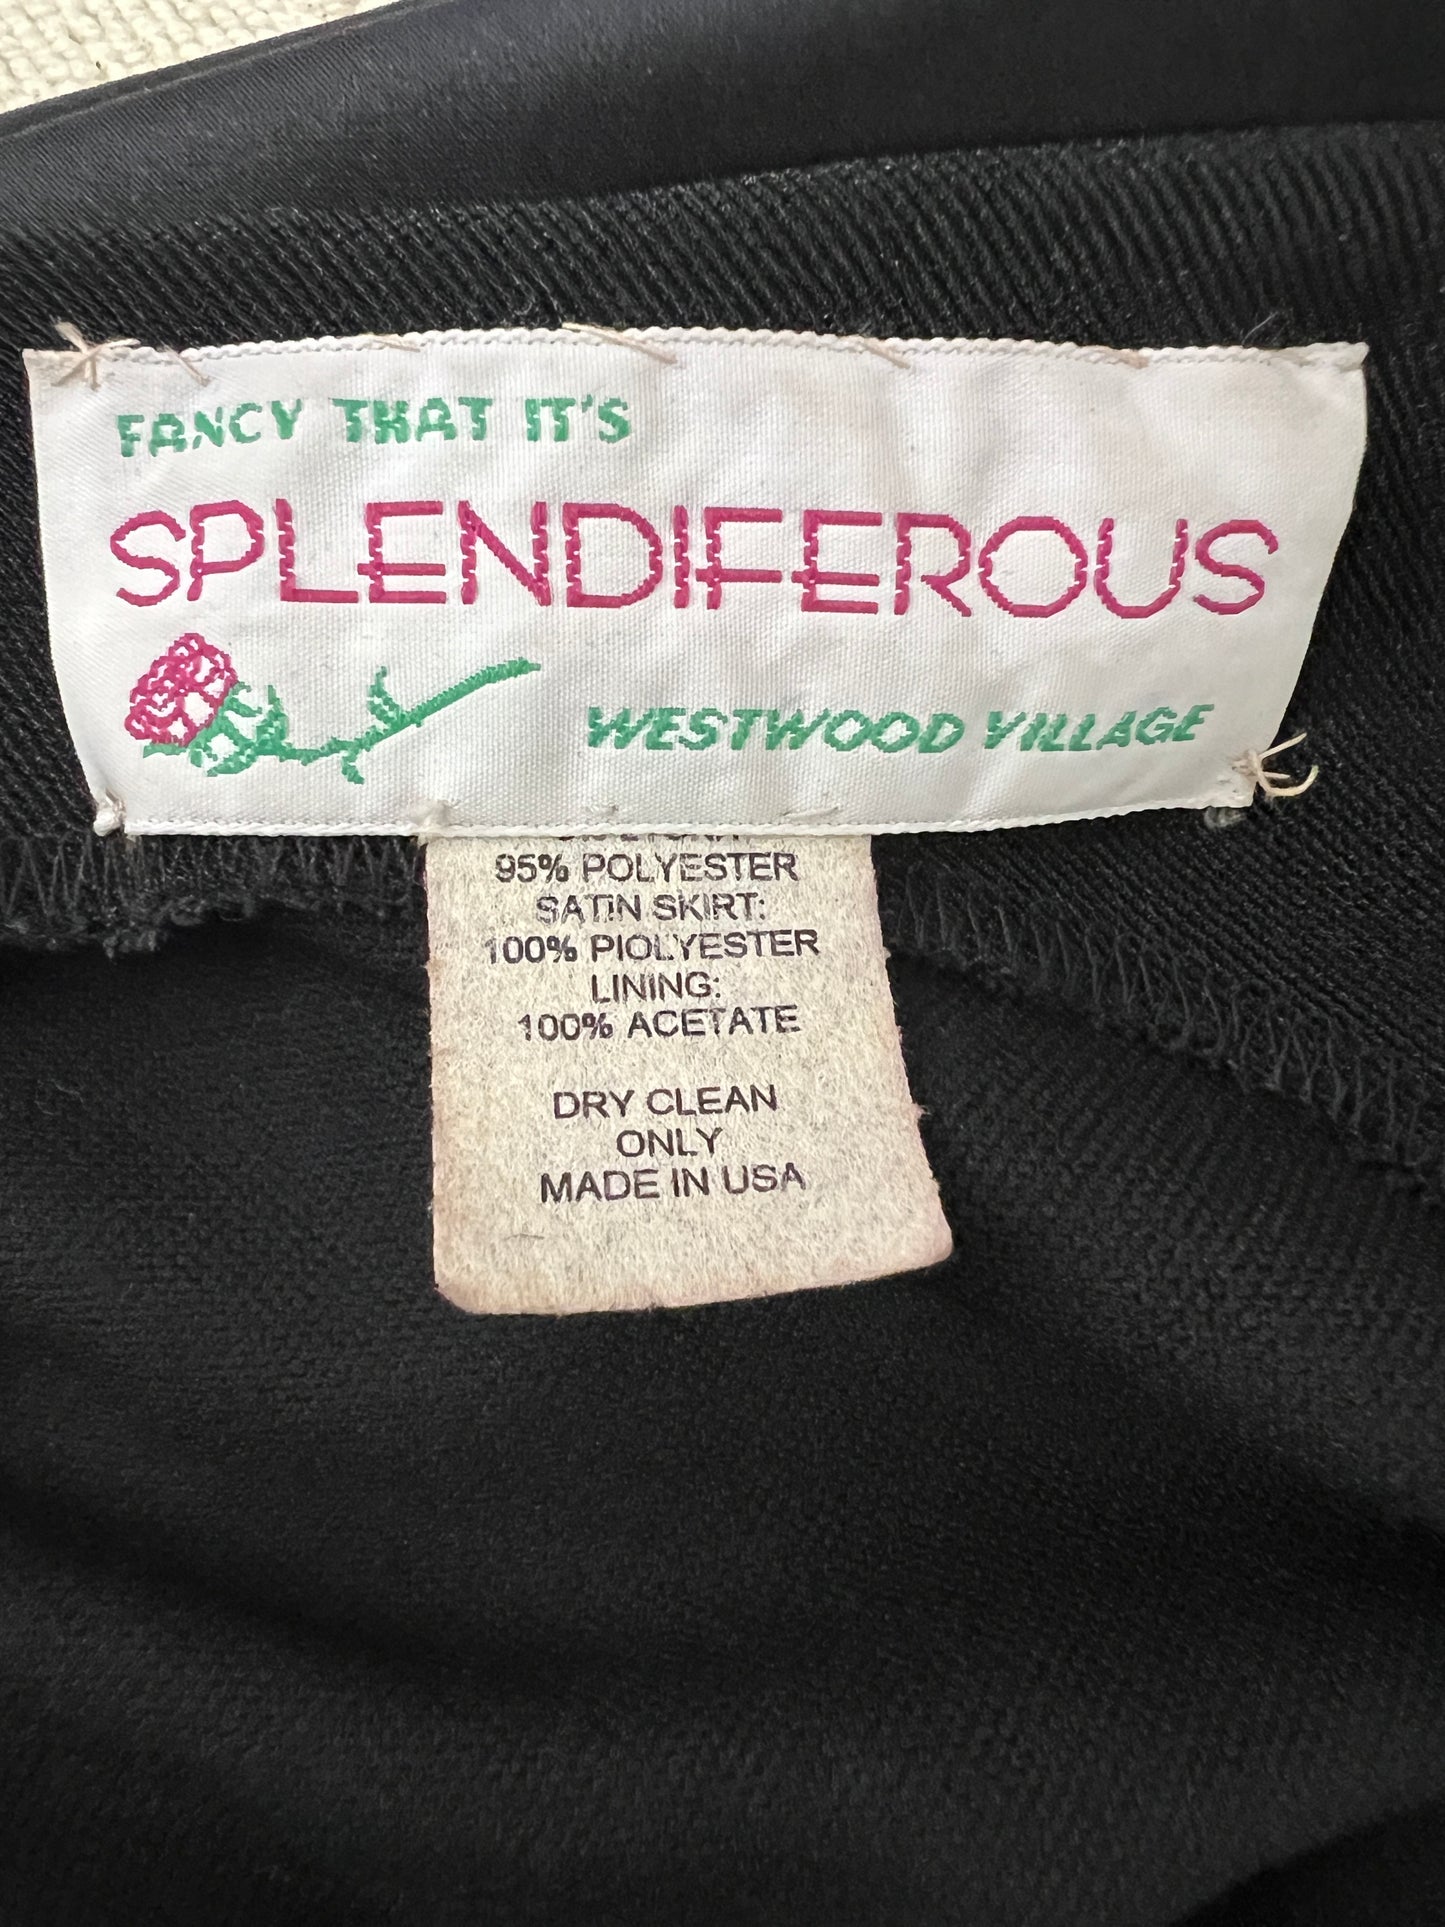 FANCY THAT IT'S
SPLENDIFEROUS
WESTWOOD VILLAGE
95% POLYESTER
SATIN SKIRT:
100% PIOLYESTER
LINING:
100% ACETATE
DRY CLEAN
ONLY
MADE IN USA